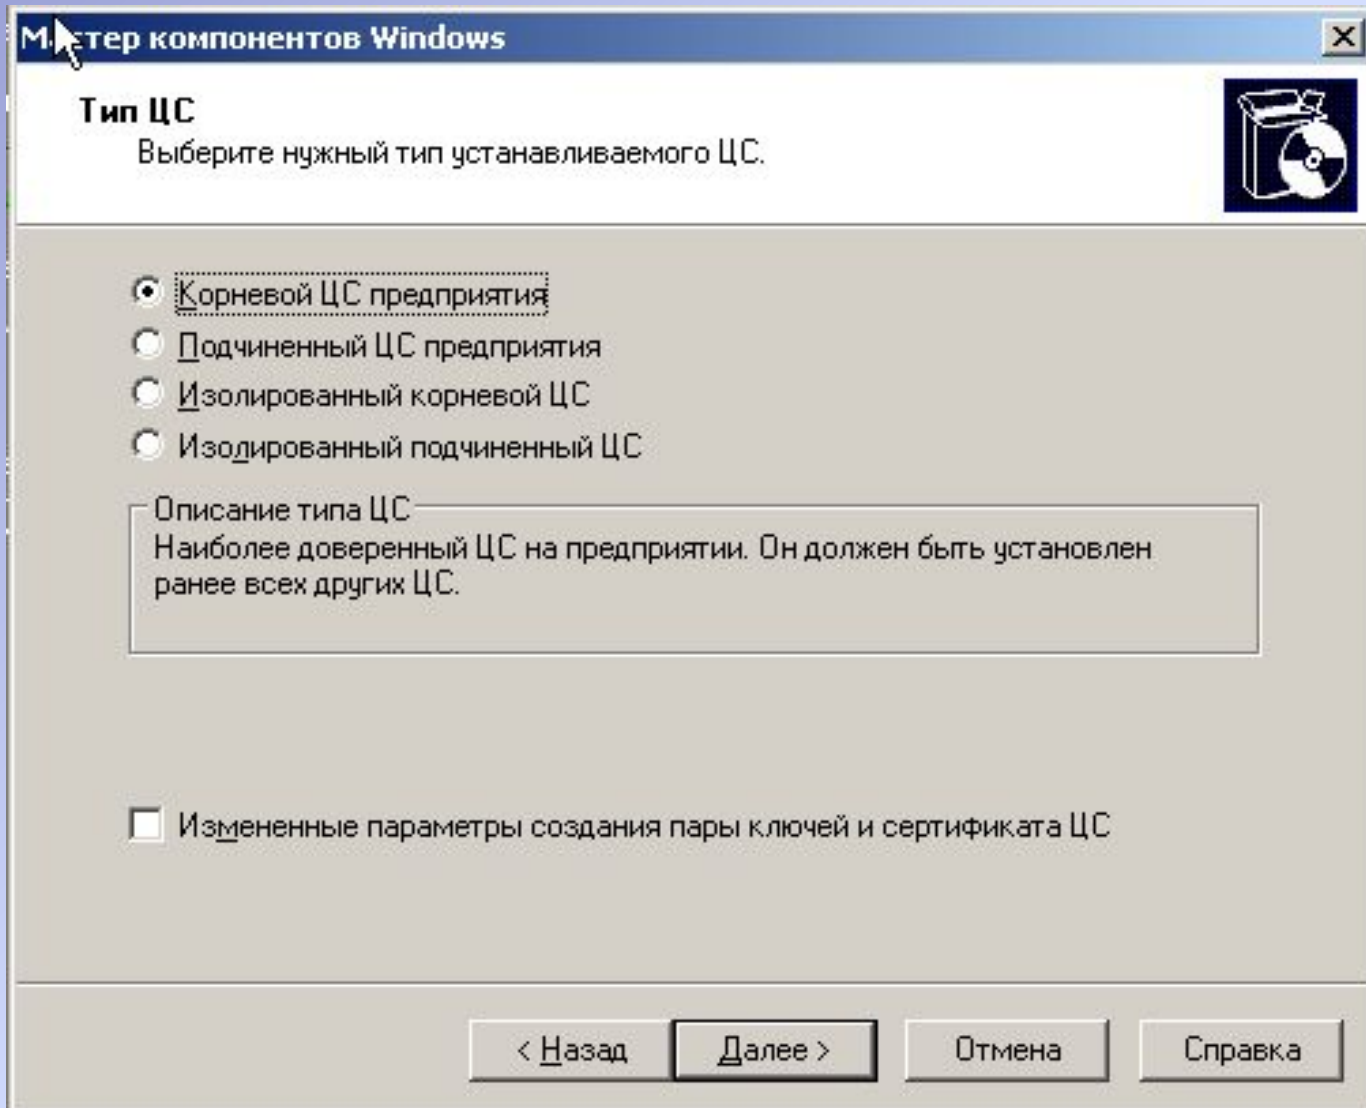 Мастер компонентов Windows
Тип ЦС
Выберите нужный тип устанавливаемого ЦС.
Корневой ЦС предприятия
Подчиненный ЦС предприятия
Изолированный корневой ЦС
Изолированный подчиненный ЦС
Описание типа ЦС
Наиболее доверенный ЦС на предприятии. Он должен быть установлен
ранее всех других ЦС.
Измененные параметры создания пары ключей и сертификата ЦС
< Назад Далее > Отмена Справка